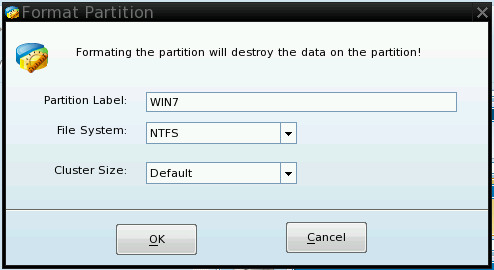 Format Partition
Formating the partition will destroy the data on the partition!
Partition Label: WIN7
File System: NTFS
Cluster Size: Default
OK Cancel